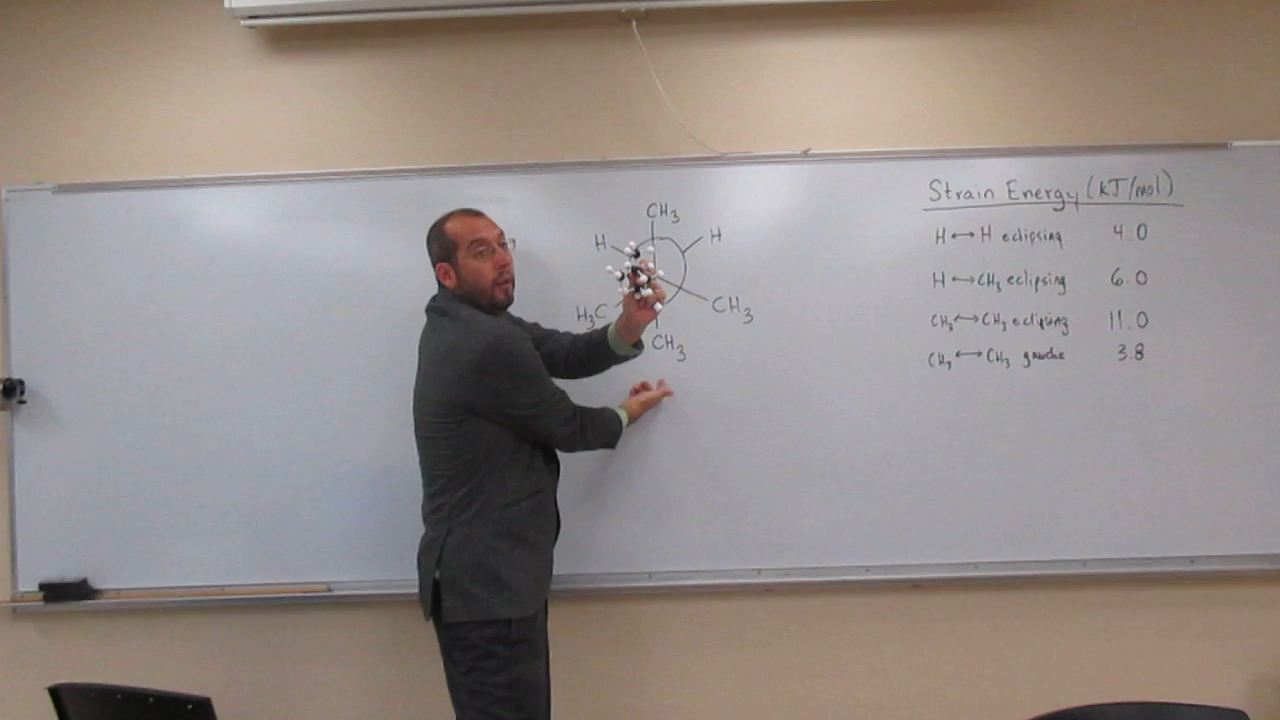 CH3
H H
H3C CH3
CH3
Strain Energy (kJ/mol)
H↔H eclipsing 4.0
H↔CH3 eclipsing 6.0
CH3↔CH3 eclipsing 11.0
CH3↔CH3 gauche 3.8